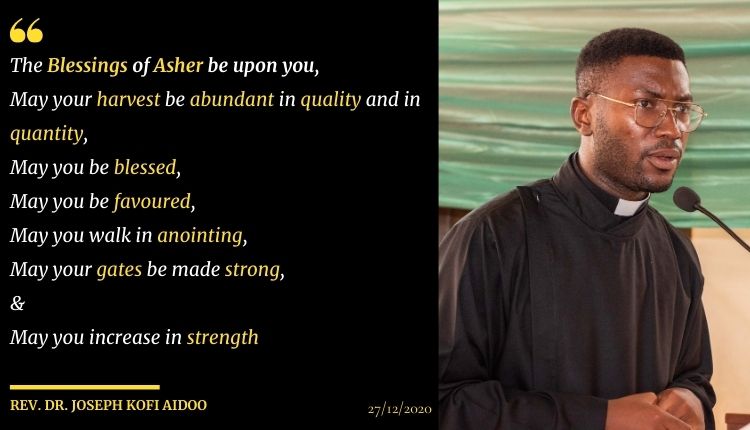 The Blessings of Asher be upon you,
May your harvest be abundant in quality and in
quantity,
May you be blessed,
May you be favoured,
May you walk in anointing,
May your gates be made strong,
&
May you increase in strength
REV. DR. JOSEPH KOFI AIDOO
27/12/2020